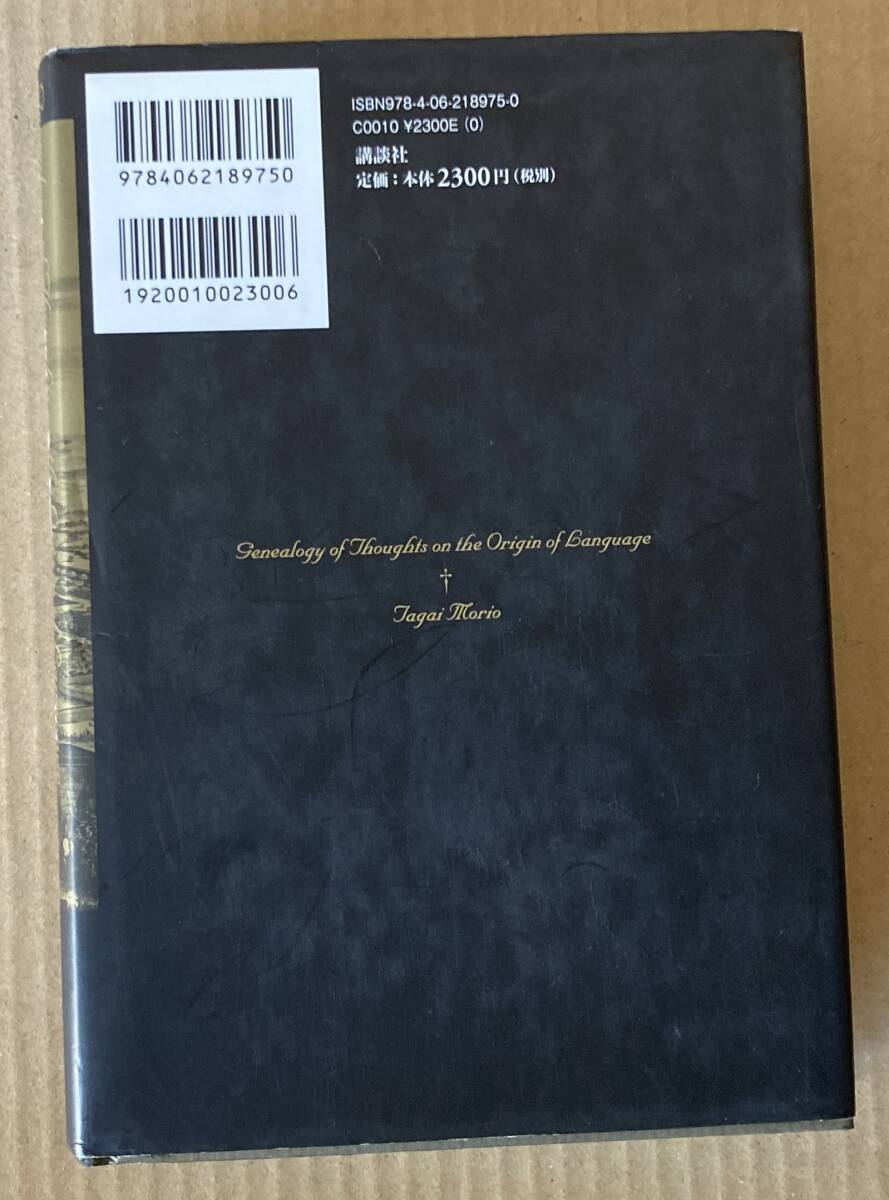 9784062189750
1920010023006
ISBN978-4-06-218975-0
C0010 ¥2300E (0)
講談社
定価：本体2300円（税別）
Genealogy of Thoughts on the Origin of Language
†
Tagai Morio